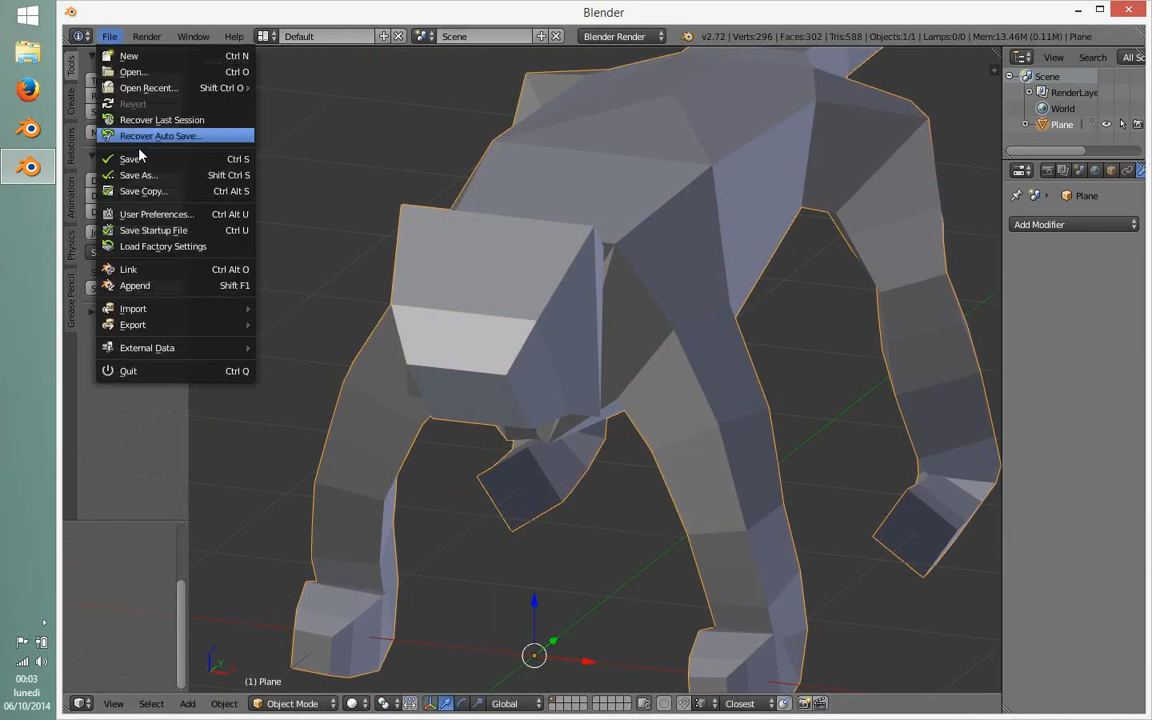 Blender
File Render Window Help Default Scene Blender Render v2.72 | Verts:296 | Faces:302 | Tris:588 | Objects:1/1 | Lamps:0/0 | Mem:13.46M (0.11M) | Plane
New Ctrl N
Open... Ctrl O
Open Recent... Shift Ctrl O
Revert
Recover Last Session
Recover Auto Save...
Save Ctrl S
Save As... Shift Ctrl S
Save Copy... Ctrl Alt S
User Preferences... Ctrl Alt U
Save Startup File Ctrl U
Load Factory Settings
Link Ctrl Alt O
Append Shift F1
Import
Export
External Data
Quit Ctrl Q
Tools
Create
Relations
Animation
Physics
Grease Pencil
View Search All Sc
Scene
RenderLaye
World
Plane
Plane
Add Modifier
z
y
x
(1) Plane
View Select Add Object Object Mode Global Closest
00:03
lunedì
06/10/2014